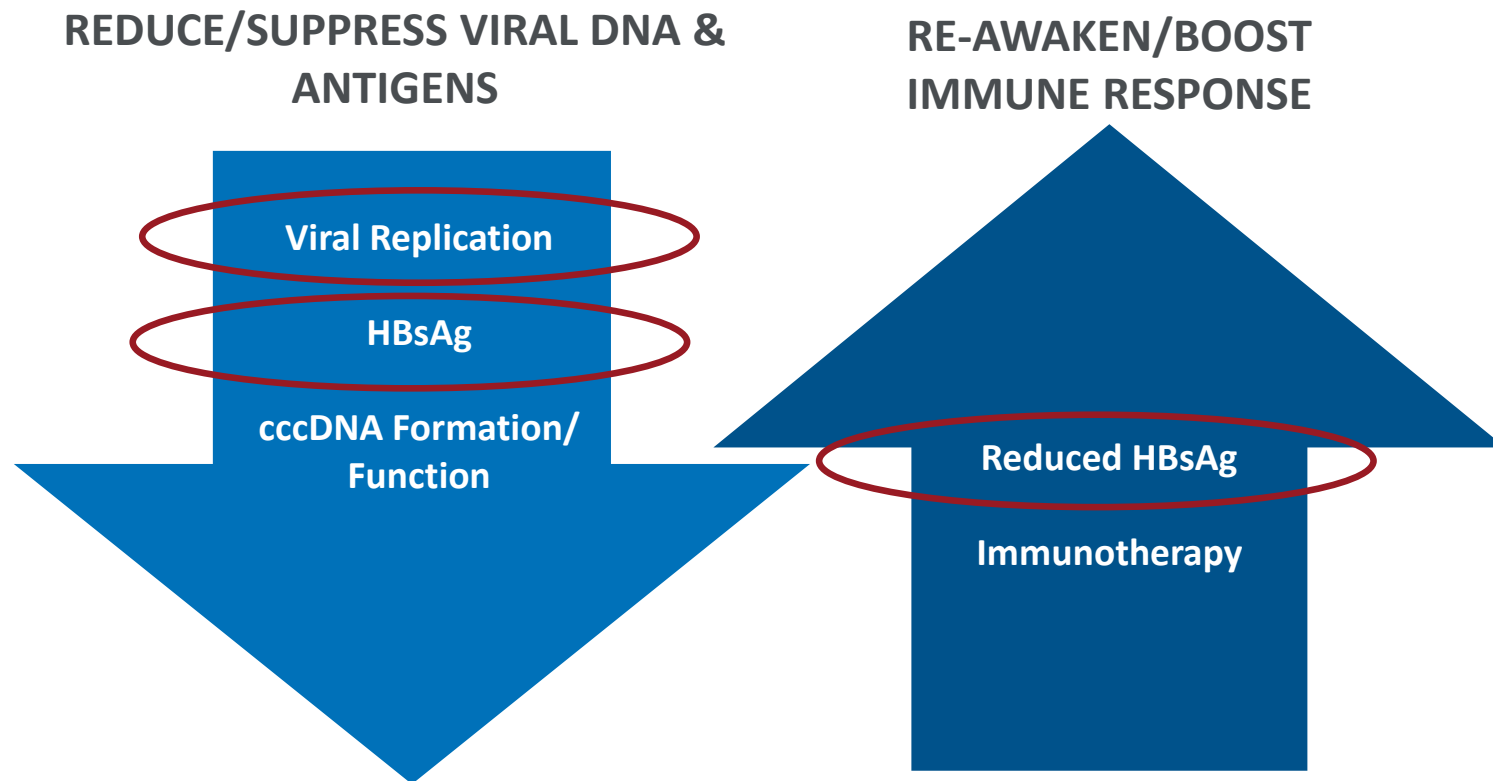 REDUCE/SUPPRESS VIRAL DNA &
ANTIGENS
Viral Replication
HBsAg
cccDNA Formation/
Function
RE-AWAKEN/BOOST
IMMUNE RESPONSE
Reduced HBsAg
Immunotherapy